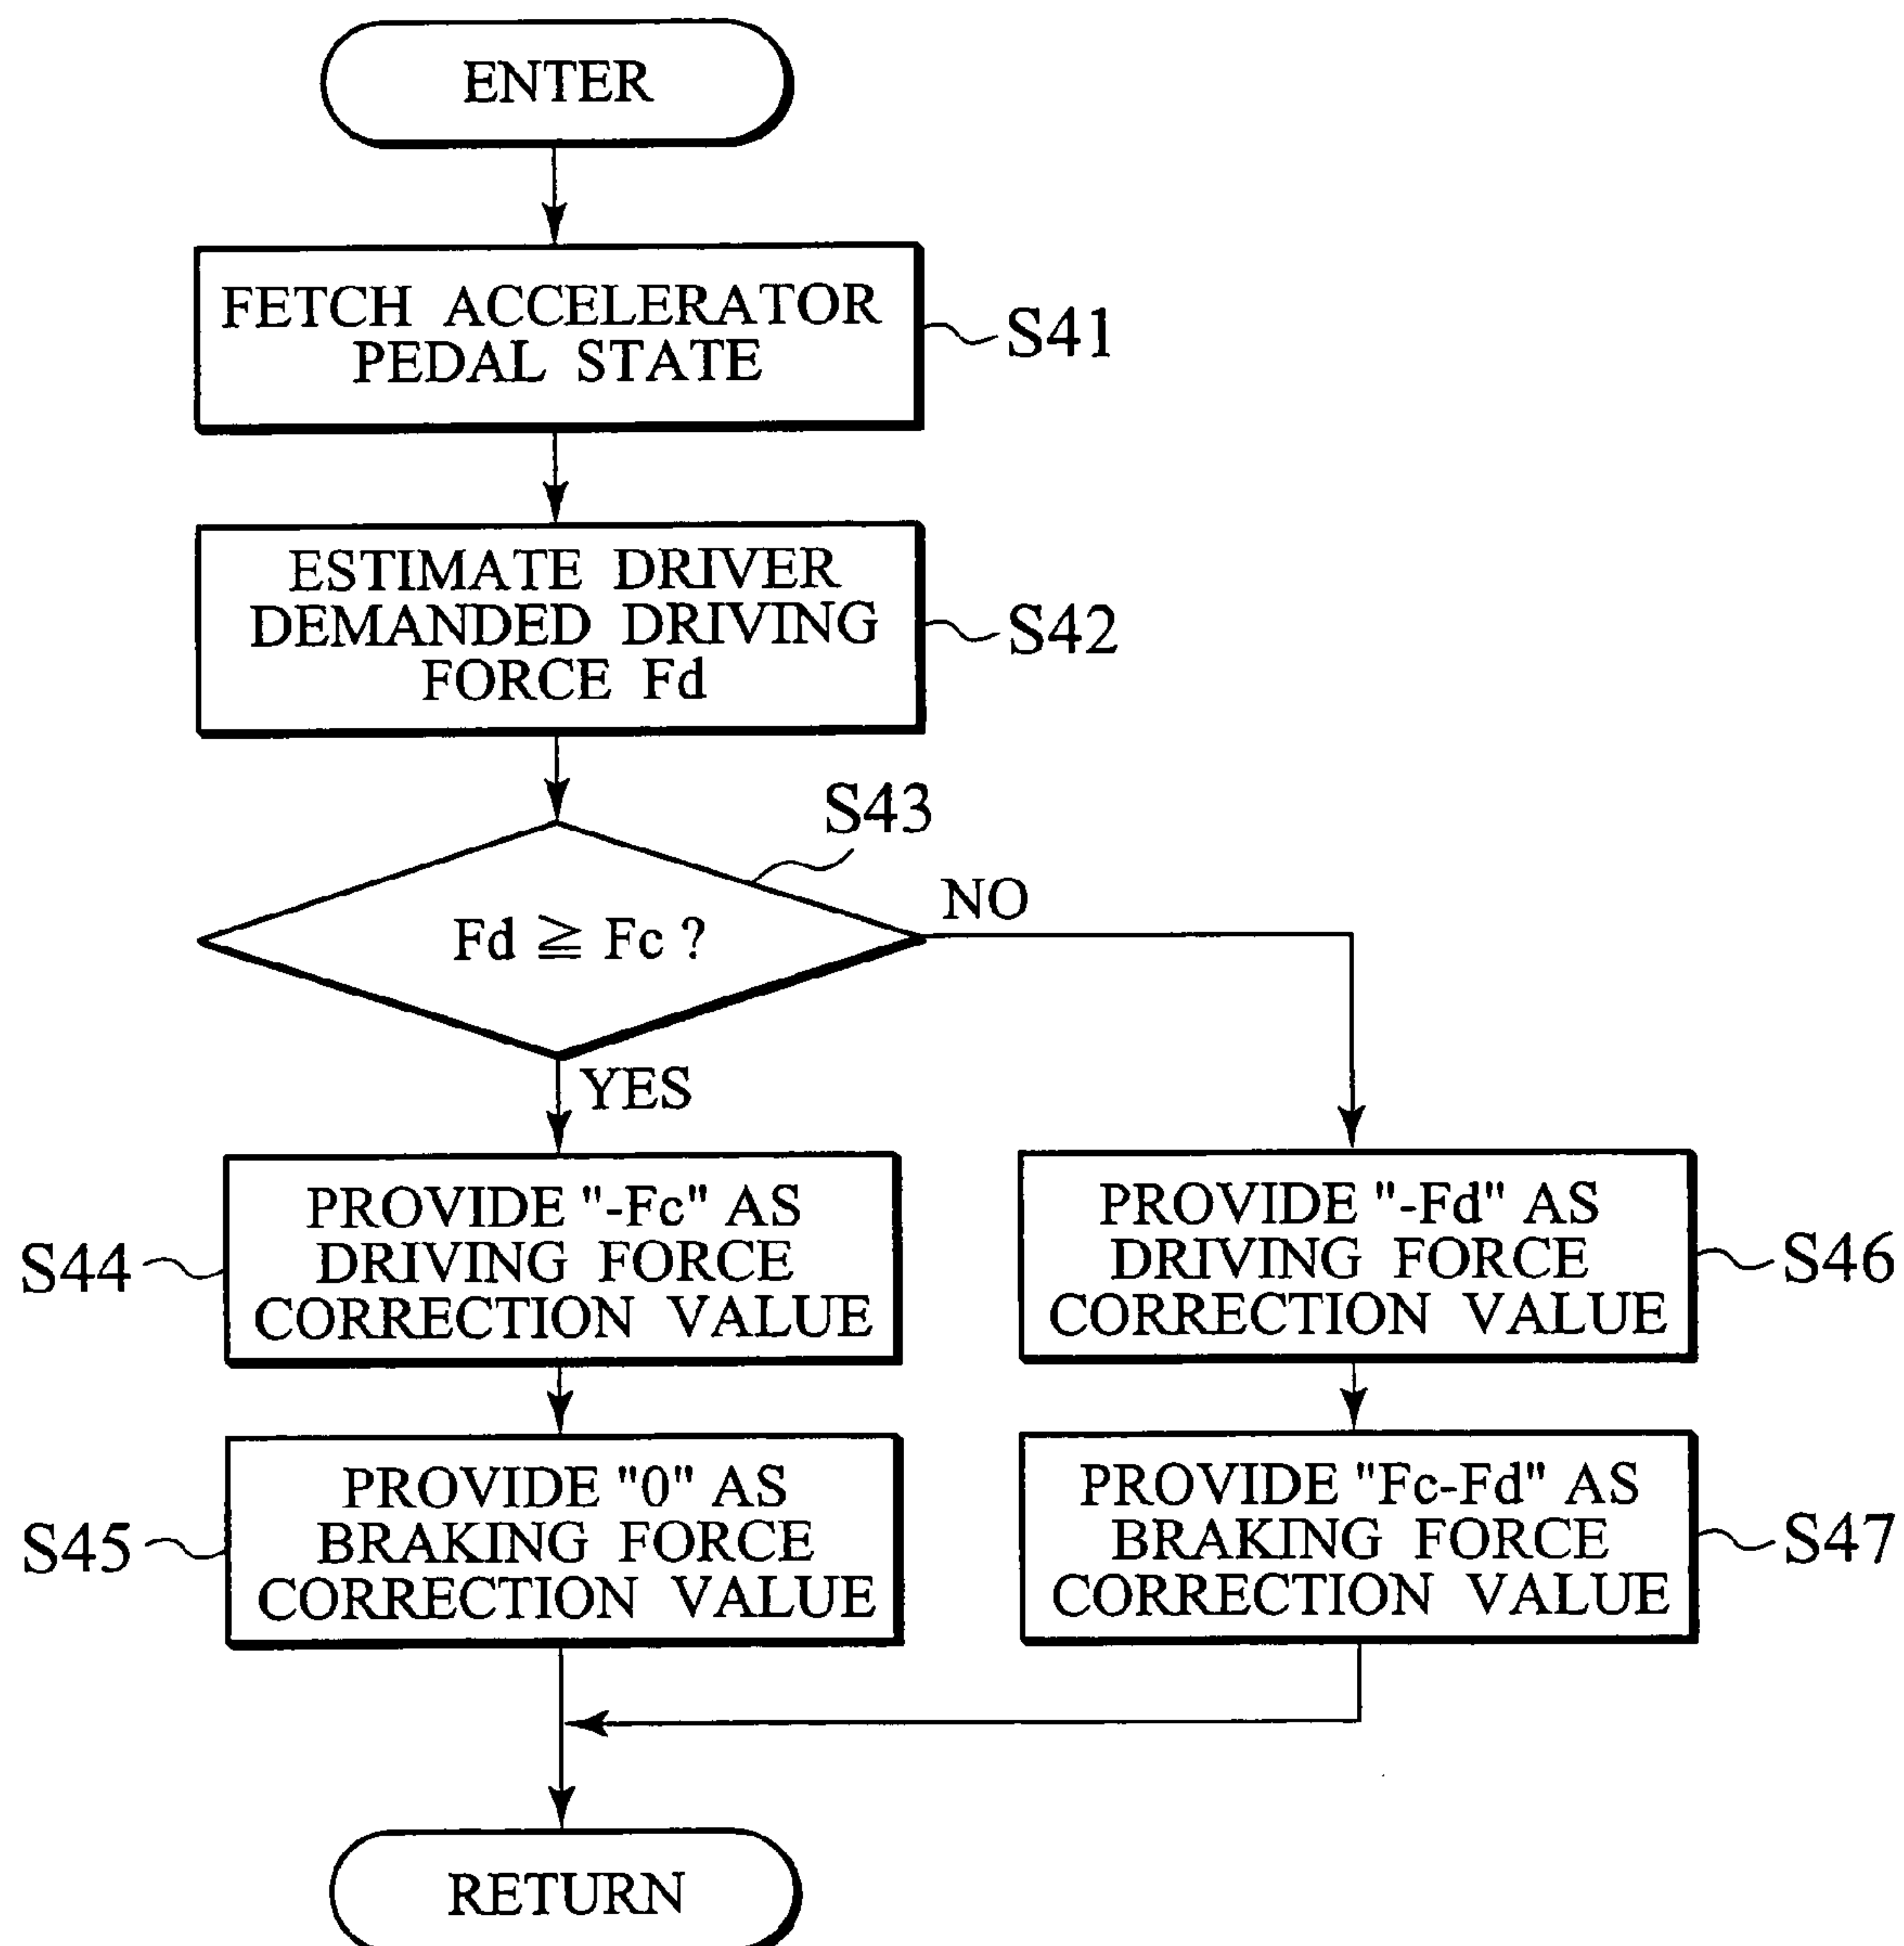 ENTER
FETCH ACCELERATOR
PEDAL STATE
S41
ESTIMATE DRIVER
DEMANDED DRIVING
FORCE Fd
S42
S43
Fd ≧ Fc ?
NO
YES
PROVIDE "-Fc" AS
DRIVING FORCE
CORRECTION VALUE
S44
PROVIDE "-Fd" AS
DRIVING FORCE
CORRECTION VALUE
S46
PROVIDE "0" AS
BRAKING FORCE
CORRECTION VALUE
S45
PROVIDE "Fc-Fd" AS
BRAKING FORCE
CORRECTION VALUE
S47
RETURN